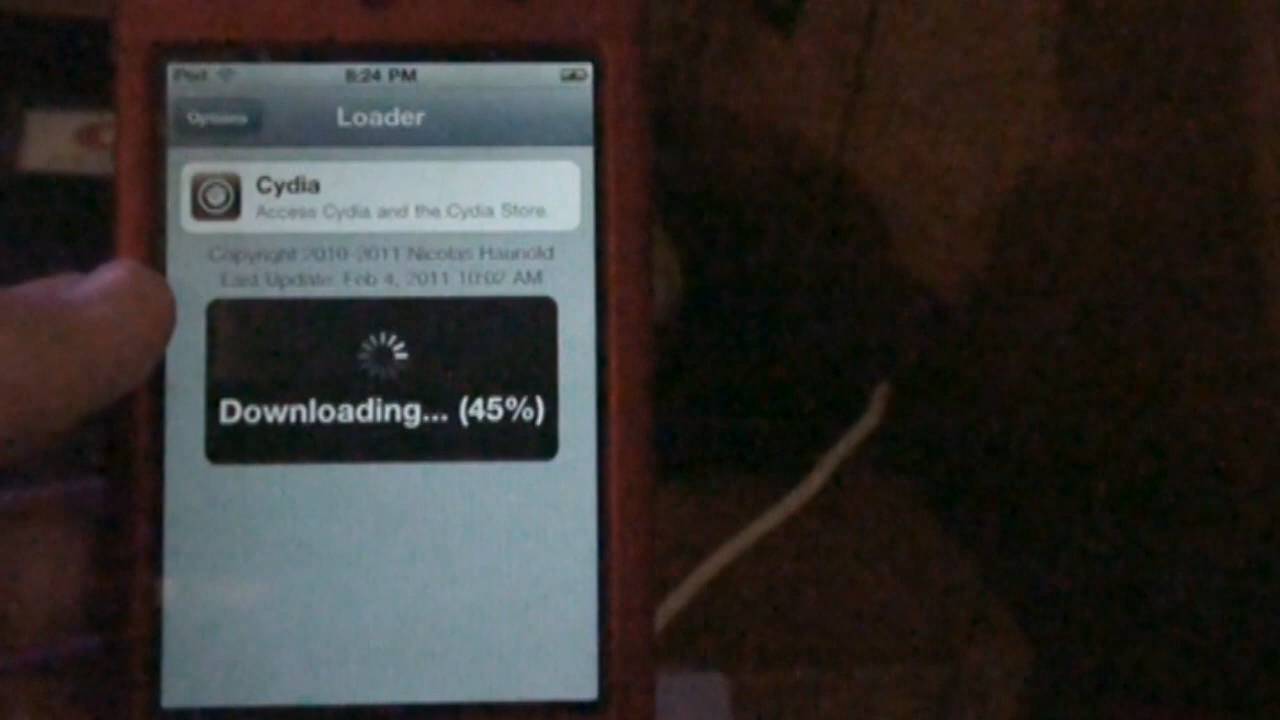 iPod 8:24 PM
Options Loader
Cydia
Access Cydia and the Cydia Store.
Copyright 2010-2011 Nicolas Haunold
Last Update: Feb 4, 2011 10:02 AM
Downloading... (45%)